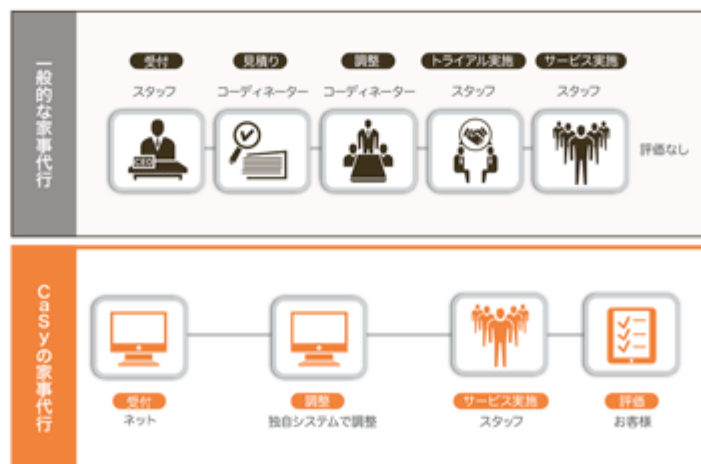 一般的な家事代行
受付 見積り 調整 トライアル実施 サービス実施
スタッフ コーディネーター コーディネーター スタッフ スタッフ
CEO
評価なし
CaSyの家事代行
受付 調整 サービス実施 評価
ネット 独自システムで調整 スタッフ お客様